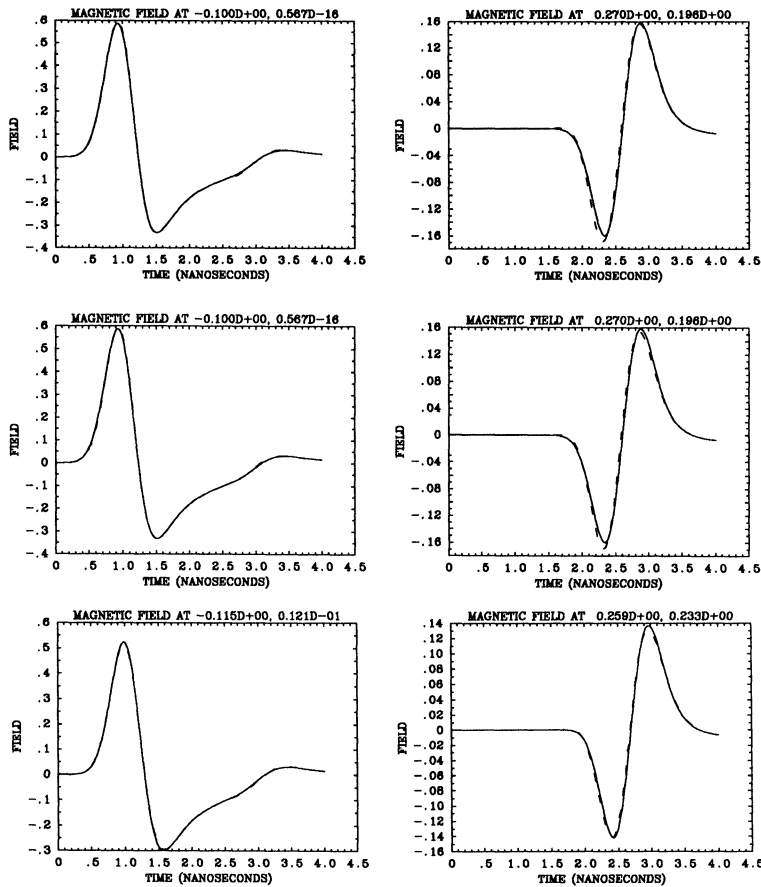 MAGNETIC FIELD AT -0.100D+00, 0.567D-16
.6
.5
.4
.3
.2
.1
0
-.1
-.2
-.3
-.4
FIELD
0 .5 1.0 1.5 2.0 2.5 3.0 3.5 4.0 4.5
TIME (NANOSECONDS)
MAGNETIC FIELD AT 0.270D+00, 0.196D+00
.16
.12
.08
.04
0
-.04
-.08
-.12
-.16
FIELD
0 .5 1.0 1.5 2.0 2.5 3.0 3.5 4.0 4.5
TIME (NANOSECONDS)
MAGNETIC FIELD AT -0.100D+00, 0.567D-16
.6
.5
.4
.3
.2
.1
0
-.1
-.2
-.3
-.4
FIELD
0 .5 1.0 1.5 2.0 2.5 3.0 3.5 4.0 4.5
TIME (NANOSECONDS)
MAGNETIC FIELD AT 0.270D+00, 0.196D+00
.16
.12
.08
.04
0
-.04
-.08
-.12
-.16
FIELD
0 .5 1.0 1.5 2.0 2.5 3.0 3.5 4.0 4.5
TIME (NANOSECONDS)
MAGNETIC FIELD AT -0.115D+00, 0.121D-01
.6
.5
.4
.3
.2
.1
0
-.1
-.2
-.3
FIELD
0 .5 1.0 1.5 2.0 2.5 3.0 3.5 4.0 4.5
TIME (NANOSECONDS)
MAGNETIC FIELD AT 0.259D+00, 0.233D+00
.14
.12
.10
.08
.06
.04
.02
0
-.02
-.04
-.06
-.08
-.10
-.12
-.14
-.16
FIELD
0 .5 1.0 1.5 2.0 2.5 3.0 3.5 4.0 4.5
TIME (NANOSECONDS)